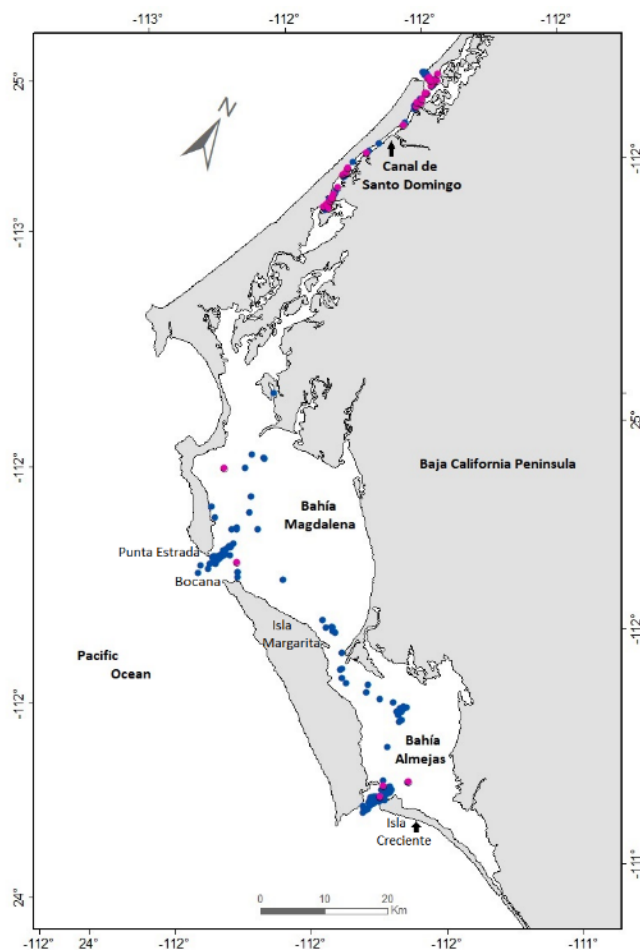 -113°
-112°
-112°
-112°
25°
N
Canal de
Santo Domingo
-112°
-113°
25°
-112°
Baja California Peninsula
Bahía
Magdalena
Punta Estrada
Bocana
Isla
Margarita
-112°
Pacific
Ocean
-112°
Bahía
Almejas
Isla
Creciente
-111°
24°
0 10 20
Km
-112°
24°
-112°
-112°
-112°
-111°